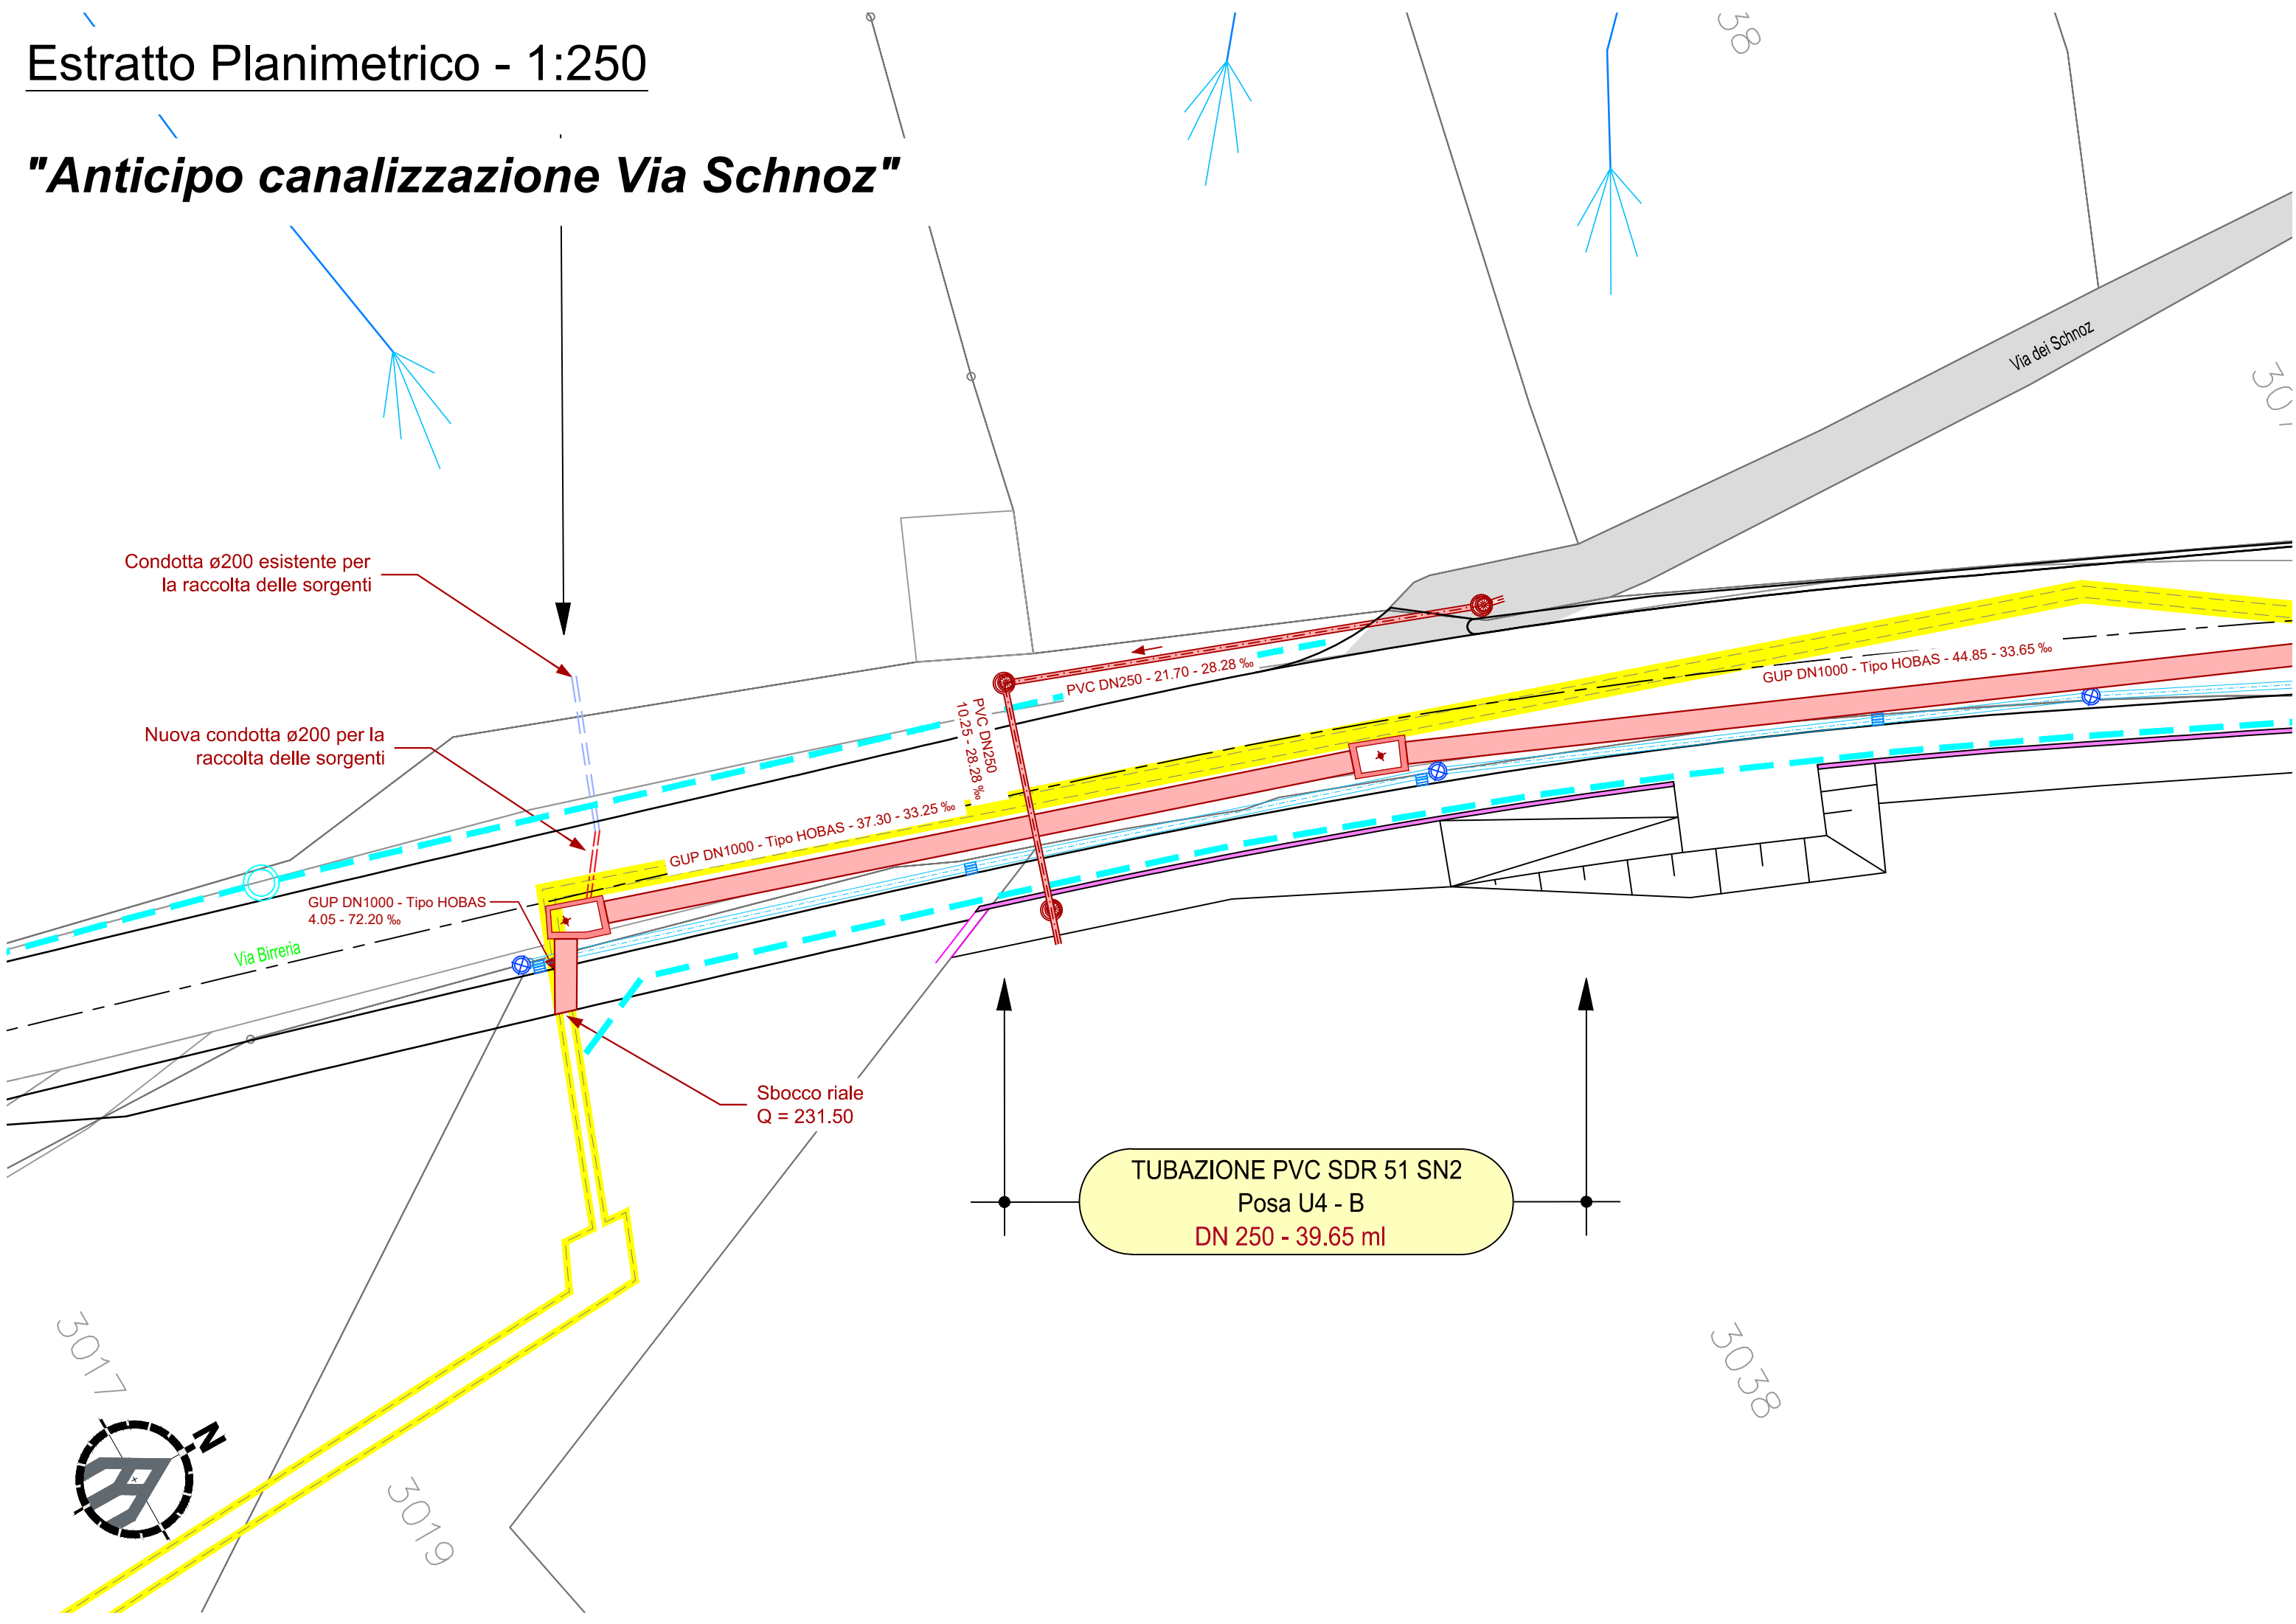 Estratto Planimetrico - 1:250
"Anticipo canalizzazione Via Schnoz"
38
Via dei Schnoz
Condotta ø200 esistente per
la raccolta delle sorgenti
Nuova condotta ø200 per la
raccolta delle sorgenti
PVC DN250 - 21.70 - 28.28 ‰
PVC DN250
10.25 - 28.28 ‰
GUP DN1000 - Tipo HOBAS - 44.85 - 33.65 ‰
GUP DN1000 - Tipo HOBAS - 37.30 - 33.25 ‰
GUP DN1000 - Tipo HOBAS
4.05 - 72.20 ‰
Via Birreria
Sbocco riale
Q = 231.50
TUBAZIONE PVC SDR 51 SN2
Posa U4 - B
DN 250 - 39.65 ml
3017
3038
3019
N